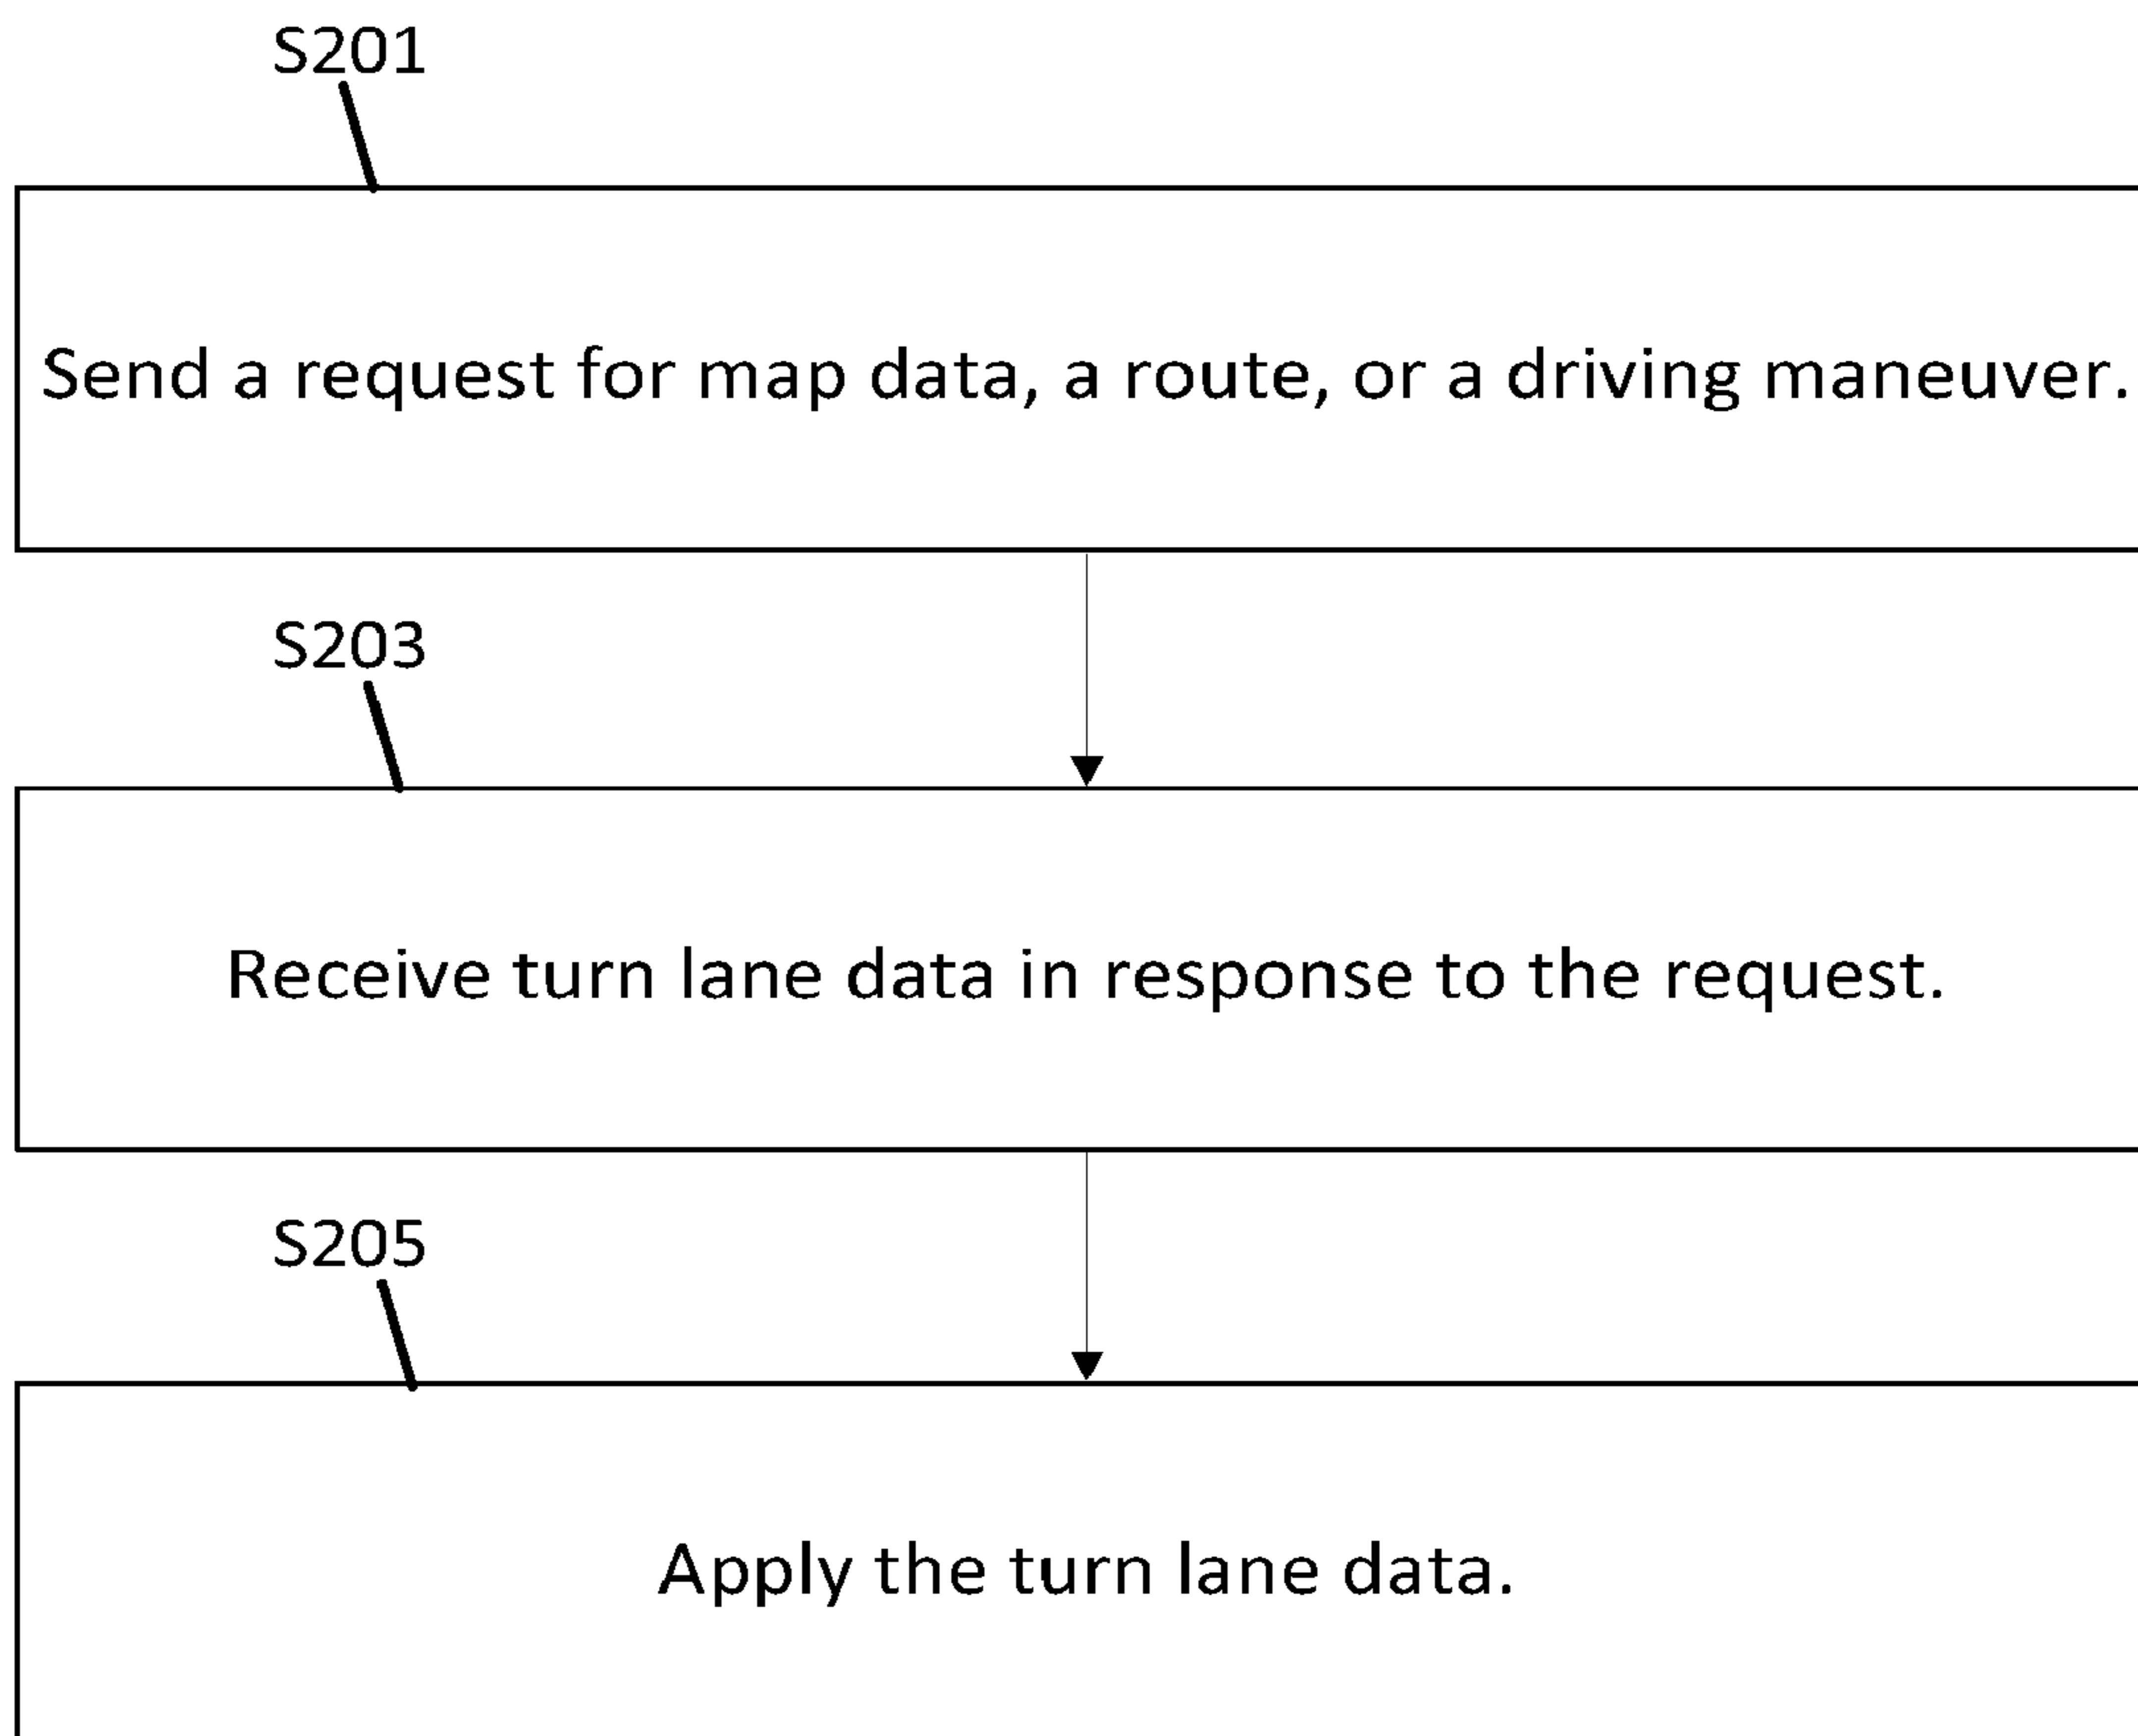 S201
Send a request for map data, a route, or a driving maneuver.
S203
Receive turn lane data in response to the request.
S205
Apply the turn lane data.